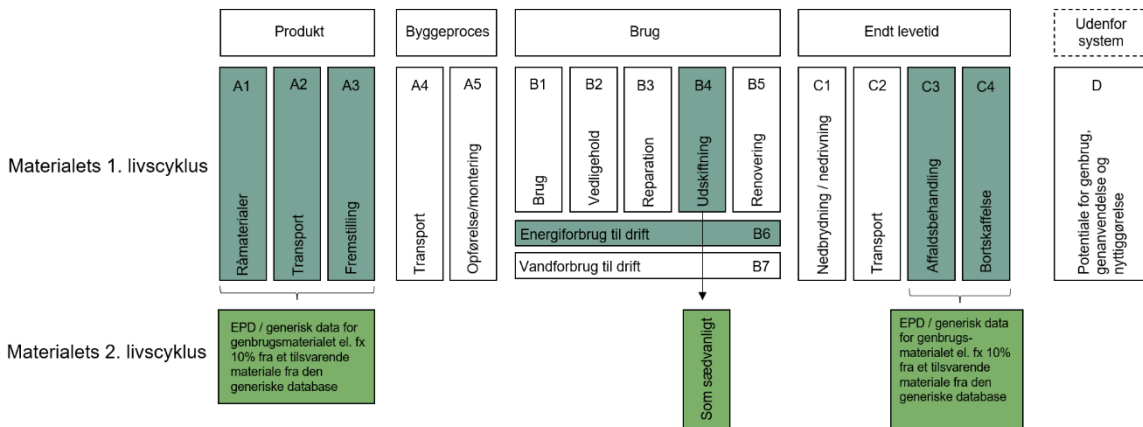 Produkt
Byggeproces
Brug
Endt levetid
Udenfor
system
Materialets 1. livscyklus
A1
Råmaterialer
A2
Transport
A3
Fremstilling
A4
Transport
A5
Opførelse/montering
B1
Brug
B2
Vedligehold
B3
Reparation
B4
Udskiftning
B5
Renovering
Energiforbrug til drift B6
Vandforbrug til drift B7
C1
Nedbrydning / nedrivning
C2
Transport
C3
Affaldsbehandling
C4
Bortskaffelse
D
Potentiale for genbrug,
genanvendelse og
nyttiggørelse
Materialets 2. livscyklus
EPD / generisk data for
genbrugsmaterialet el. fx
10% fra et tilsvarende
materiale fra den
generiske database
Som sædvanligt
EPD / generisk data
for genbrugs-
materialet el. fx 10%
fra et tilsvarende
materiale fra den
generiske database